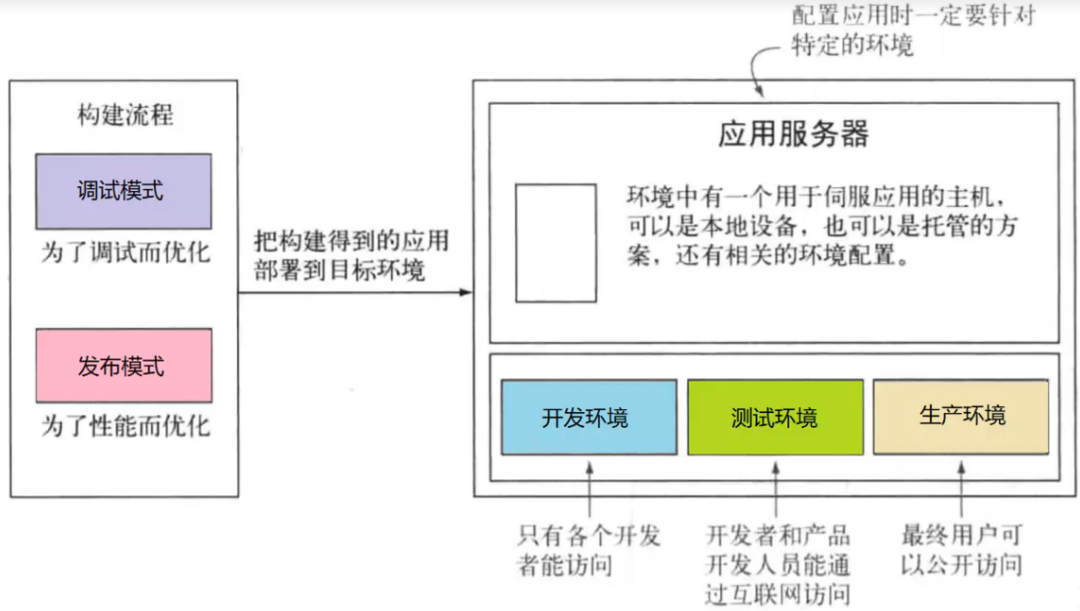 配置应用时一定要针对
特定的环境
构建流程
调试模式
为了调试而优化
发布模式
为了性能而优化
把构建得到的应用
部署到目标环境
应用服务器
环境中有一个用于伺服应用的主机，
可以是本地设备，也可以是托管的方
案，还有相关的环境配置。
开发环境
测试环境
生产环境
只有各个开发
者能访问
开发者和产品
开发人员能通
过互联网访问
最终用户可
以公开访问